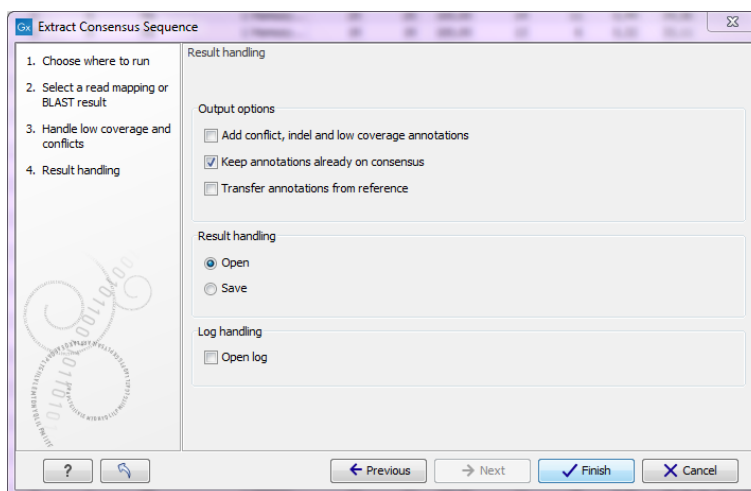 Gx Extract Consensus Sequence
1. Choose where to run
2. Select a read mapping or
BLAST result
3. Handle low coverage and
conflicts
4. Result handling
Result handling
Output options
Add conflict, indel and low coverage annotations
Keep annotations already on consensus
Transfer annotations from reference
Result handling
Open
Save
Log handling
Open log
?
Previous
Next
Finish
Cancel